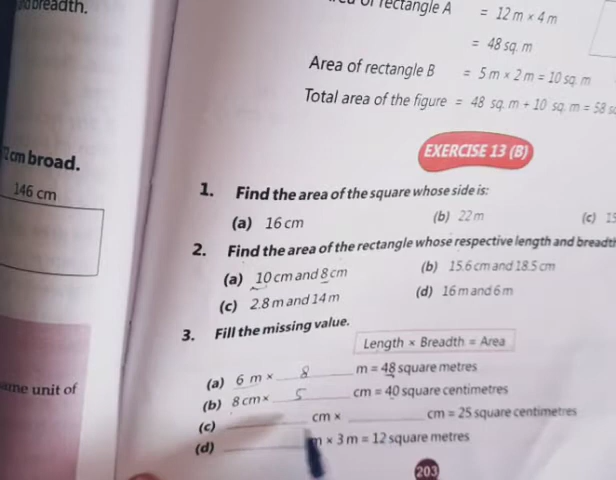 breadth.
rectangle A = 12 m × 4 m
= 48 sq. m
Area of rectangle B = 5 m × 2 m = 10 sq. m
Total area of the figure = 48 sq. m + 10 sq. m = 58
cm broad.
146 cm
EXERCISE 13 (B)
1. Find the area of the square whose side is:
(a) 16 cm (b) 22 m (c) 15
2. Find the area of the rectangle whose respective length and breadth
(a) 10 cm and 8 cm (b) 15.6 cm and 18.5 cm
(c) 2.8 m and 14 m (d) 16 m and 6 m
3. Fill the missing value.
Length × Breadth = Area
(a) 6 m × 8 m = 48 square metres
(b) 8 cm × 5 cm = 40 square centimetres
(c) cm × cm = 25 square centimetres
(d) m × 3 m = 12 square metres
ame unit of
203